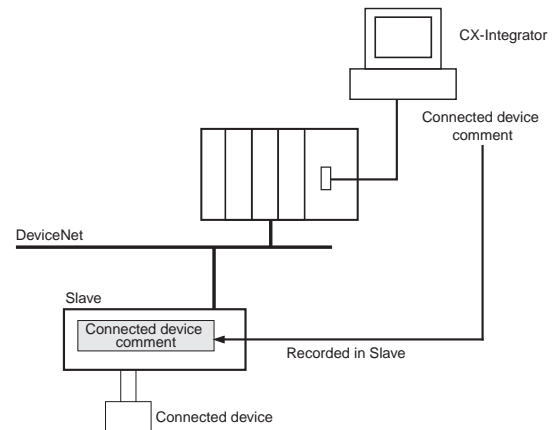 CX-Integrator
Connected device
comment
DeviceNet
Slave
Connected device
comment
Recorded in Slave
Connected device